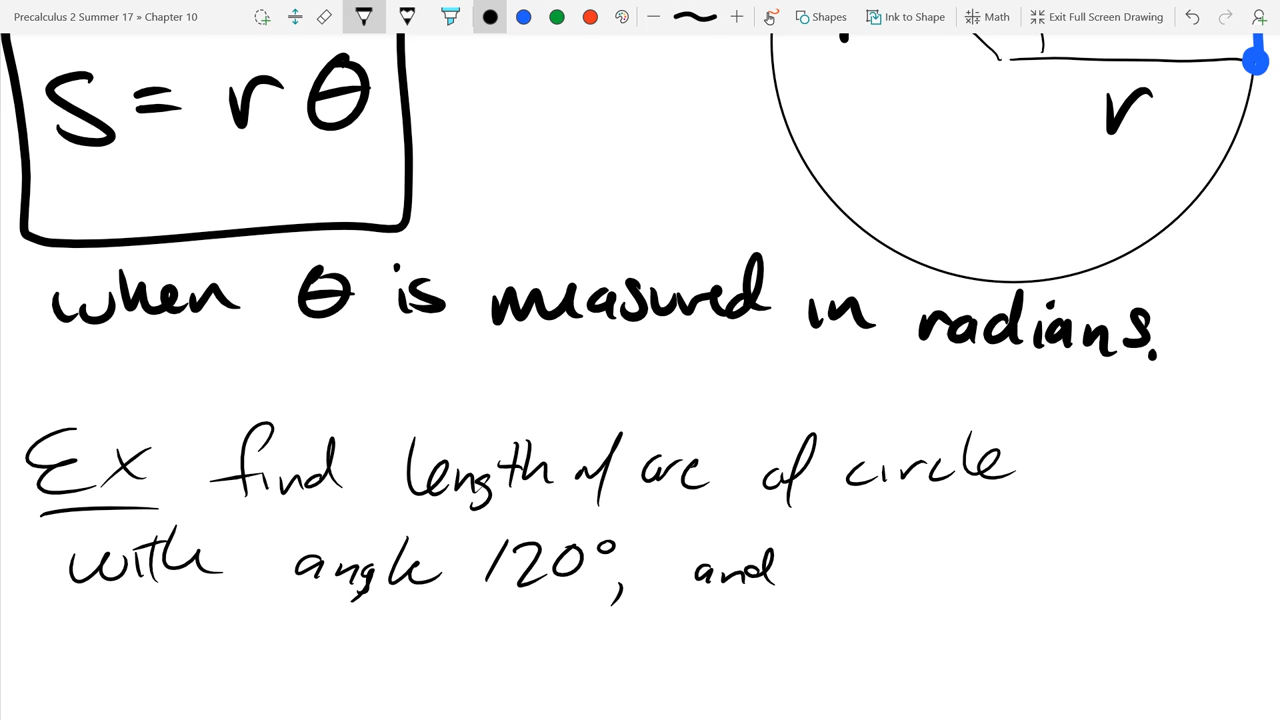 Precalculus 2 Summer 17 » Chapter 10
Shapes
Ink to Shape
Math
Exit Full Screen Drawing
s = r θ
r
when θ is measured in radians.
Ex find length of arc of circle
with angle 120°, and